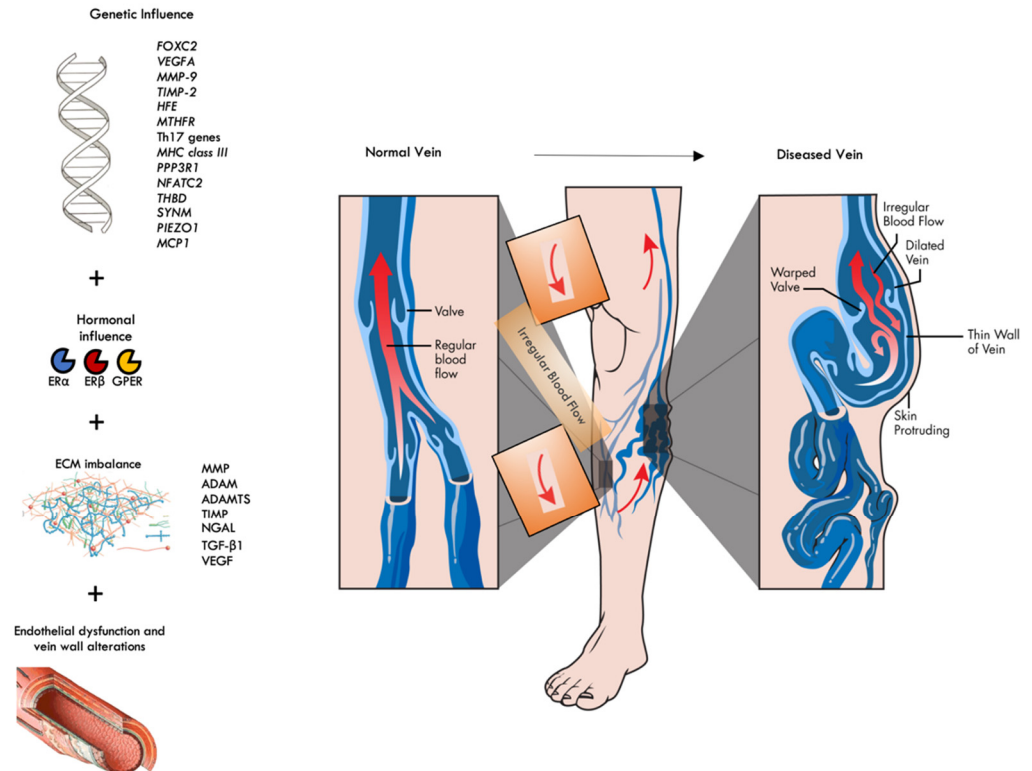 Genetic Influence
FOXC2
VEGFA
MMP-9
TIMP-2
HFE
MTHFR
Th17 genes
MHC class III
PPP3R1
NFATC2
THBD
SYNM
PIEZO1
MCP1
+
Hormonal
influence
ERα ERβ GPER
+
ECM imbalance
MMP
ADAM
ADAMTS
TIMP
NGAL
TGF-β1
VEGF
+
Endothelial dysfunction and
vein wall alterations
Normal Vein
Valve
Regular
blood
flow
Irregular Blood Flow
Diseased Vein
Irregular
Blood Flow
Dilated
Vein
Warped
Valve
Thin Wall
of Vein
Skin
Protruding